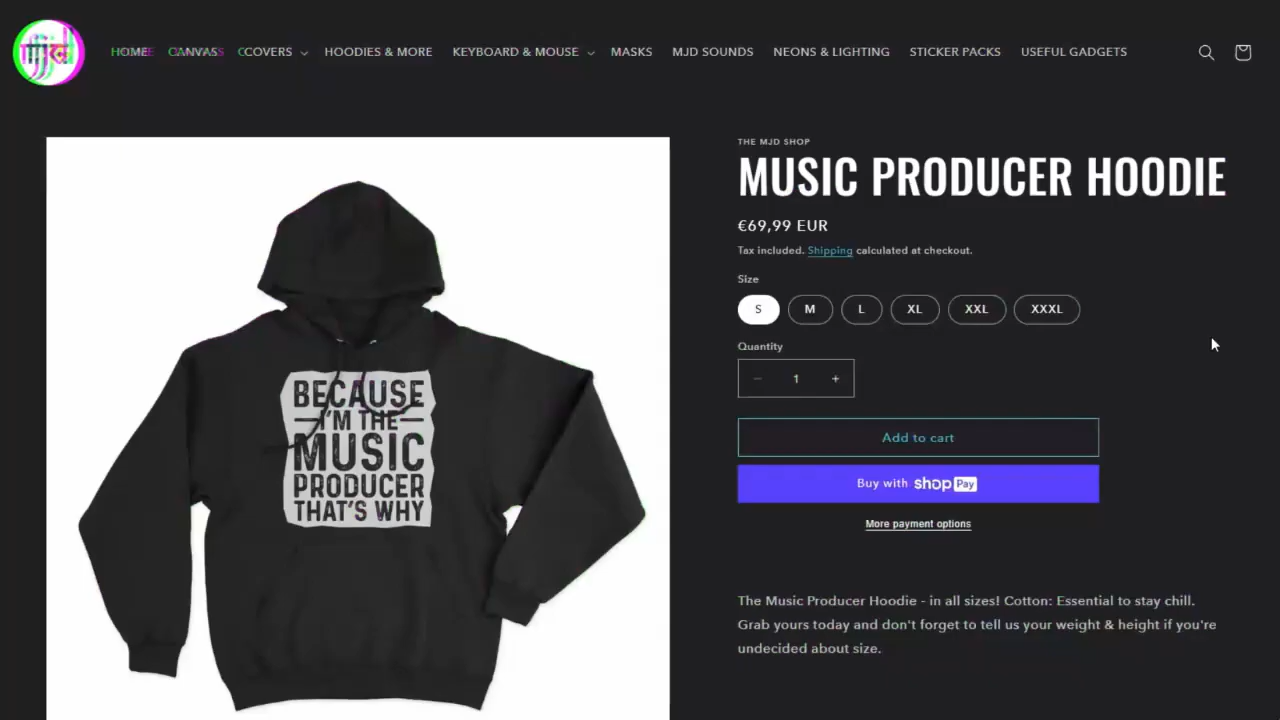 mjd
HOME CANVAS COVERS HOODIES & MORE KEYBOARD & MOUSE MASKS MJD SOUNDS NEONS & LIGHTING STICKER PACKS USEFUL GADGETS
THE MJD SHOP
MUSIC PRODUCER HOODIE
€69,99 EUR
Tax included. Shipping calculated at checkout.
Size
S M L XL XXL XXXL
Quantity
− 1 +
Add to cart
Buy with shop Pay
More payment options
The Music Producer Hoodie - in all sizes! Cotton: Essential to stay chill.
Grab yours today and don't forget to tell us your weight & height if you're
undecided about size.
BECAUSE
I'M THE
MUSIC
PRODUCER
THAT'S WHY